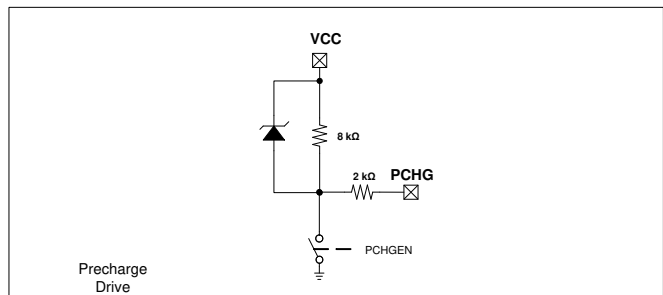 VCC
8 kΩ
2 kΩ
PCHG
PCHGEN
Precharge
Drive